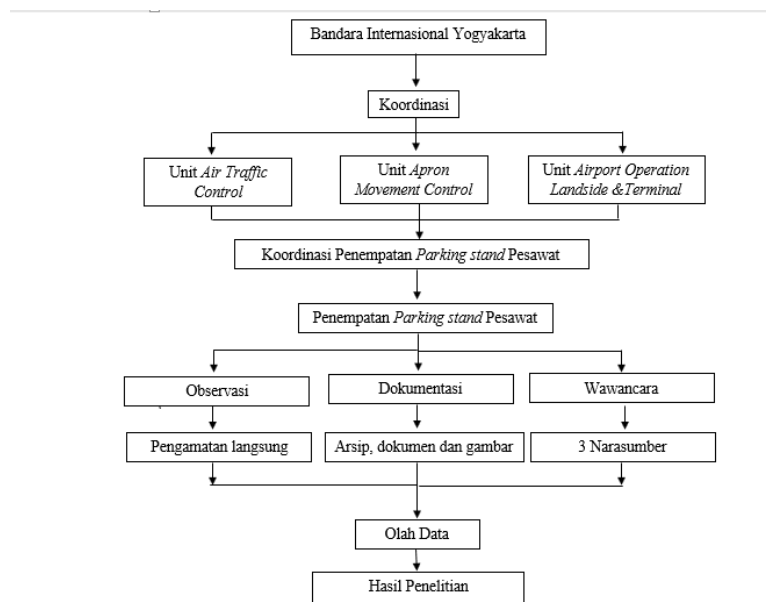 Bandara Internasional Yogyakarta
Koordinasi
Unit Air Traffic
Control
Unit Apron
Movement Control
Unit Airport Operation
Landside &Terminal
Koordinasi Penempatan Parking stand Pesawat
Penempatan Parking stand Pesawat
Observasi
Dokumentasi
Wawancara
Pengamatan langsung
Arsip, dokumen dan gambar
3 Narasumber
Olah Data
Hasil Penelitian